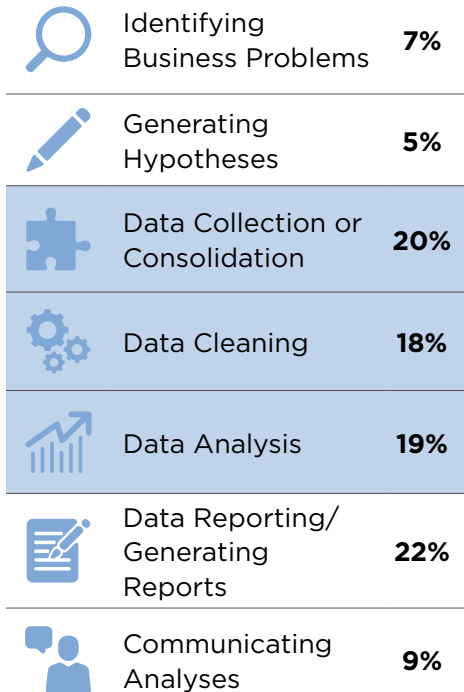 Identifying
Business Problems
7%
Generating
Hypotheses
5%
Data Collection or
Consolidation
20%
Data Cleaning
18%
Data Analysis
19%
Data Reporting/
Generating
Reports
22%
Communicating
Analyses
9%